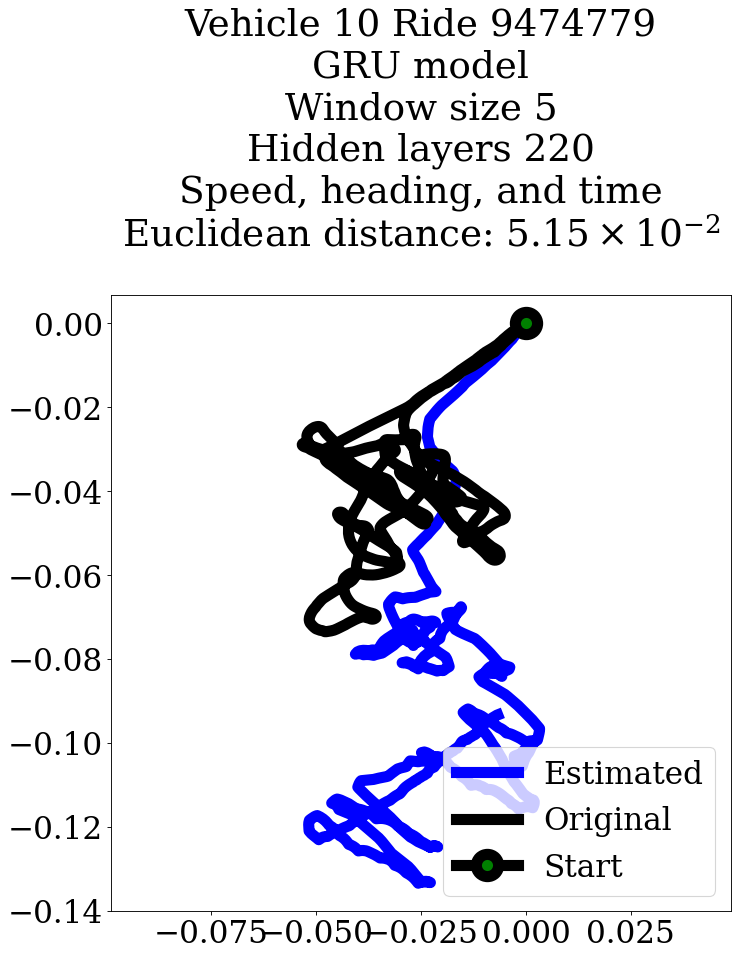 Vehicle 10 Ride 9474779
GRU model
Window size 5
Hidden layers 220
Speed, heading, and time
Euclidean distance: 5.15 × 10⁻²
0.00
−0.02
−0.04
−0.06
−0.08
−0.10
−0.12
−0.14
Estimated
Original
Start
−0.075 −0.050 −0.025 0.000 0.025